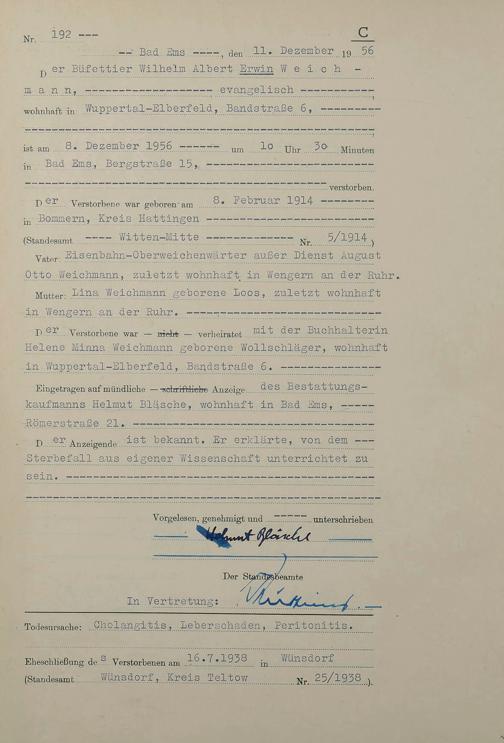 C
Nr. 192 ---
-- Bad Ems ----, den 11. Dezember 1956
Der Büfettier Wilhelm Albert Erwin Weich-
mann, ------------------- evangelisch -----------,
wohnhaft in Wuppertal-Elberfeld, Bandstraße 6, ---------
---------------------------------------------------,
ist am 8. Dezember 1956 ------ um 10 Uhr 30 Minuten
in Bad Ems, Bergstraße 15, -------------------------
-------------------------------------------- verstorben.
Der Verstorbene war geboren am 8. Februar 1914 --------
in Bommern, Kreis Hattingen -------------------------
(Standesamt ---- Witten-Mitte ------------- Nr. 5/1914 )
Vater: Eisenbahn-Oberweichenwärter außer Dienst August
Otto Weichmann, zuletzt wohnhaft in Wengern an der Ruhr.
Mutter: Lina Weichmann geborene Loos, zuletzt wohnhaft
in Wengern an der Ruhr. ----------------------------
Der Verstorbene war — nicht — verheiratet mit der Buchhalterin
Helene Minna Weichmann geborene Wollschläger, wohnhaft
in Wuppertal-Elberfeld, Bandstraße 6. ---------------
Eingetragen auf mündliche — schriftliche Anzeige des Bestattungs-
kaufmanns Helmut Bläsche, wohnhaft in Bad Ems, -----
Römerstraße 21. ------------------------------------
Der Anzeigende ist bekannt. Er erklärte, von dem ---
Sterbefall aus eigener Wissenschaft unterrichtet zu
sein. ----------------------------------------------
----------------------------------------------------
Vorgelesen, genehmigt und ----- unterschrieben
Helmut Bläsche
Der Standesbeamte
In Vertretung:
Todesursache: Cholangitis, Leberschaden, Peritonitis.
Eheschließung des Verstorbenen am 16.7.1938 in Wünsdorf
(Standesamt Wünsdorf, Kreis Teltow Nr. 25/1938 ).